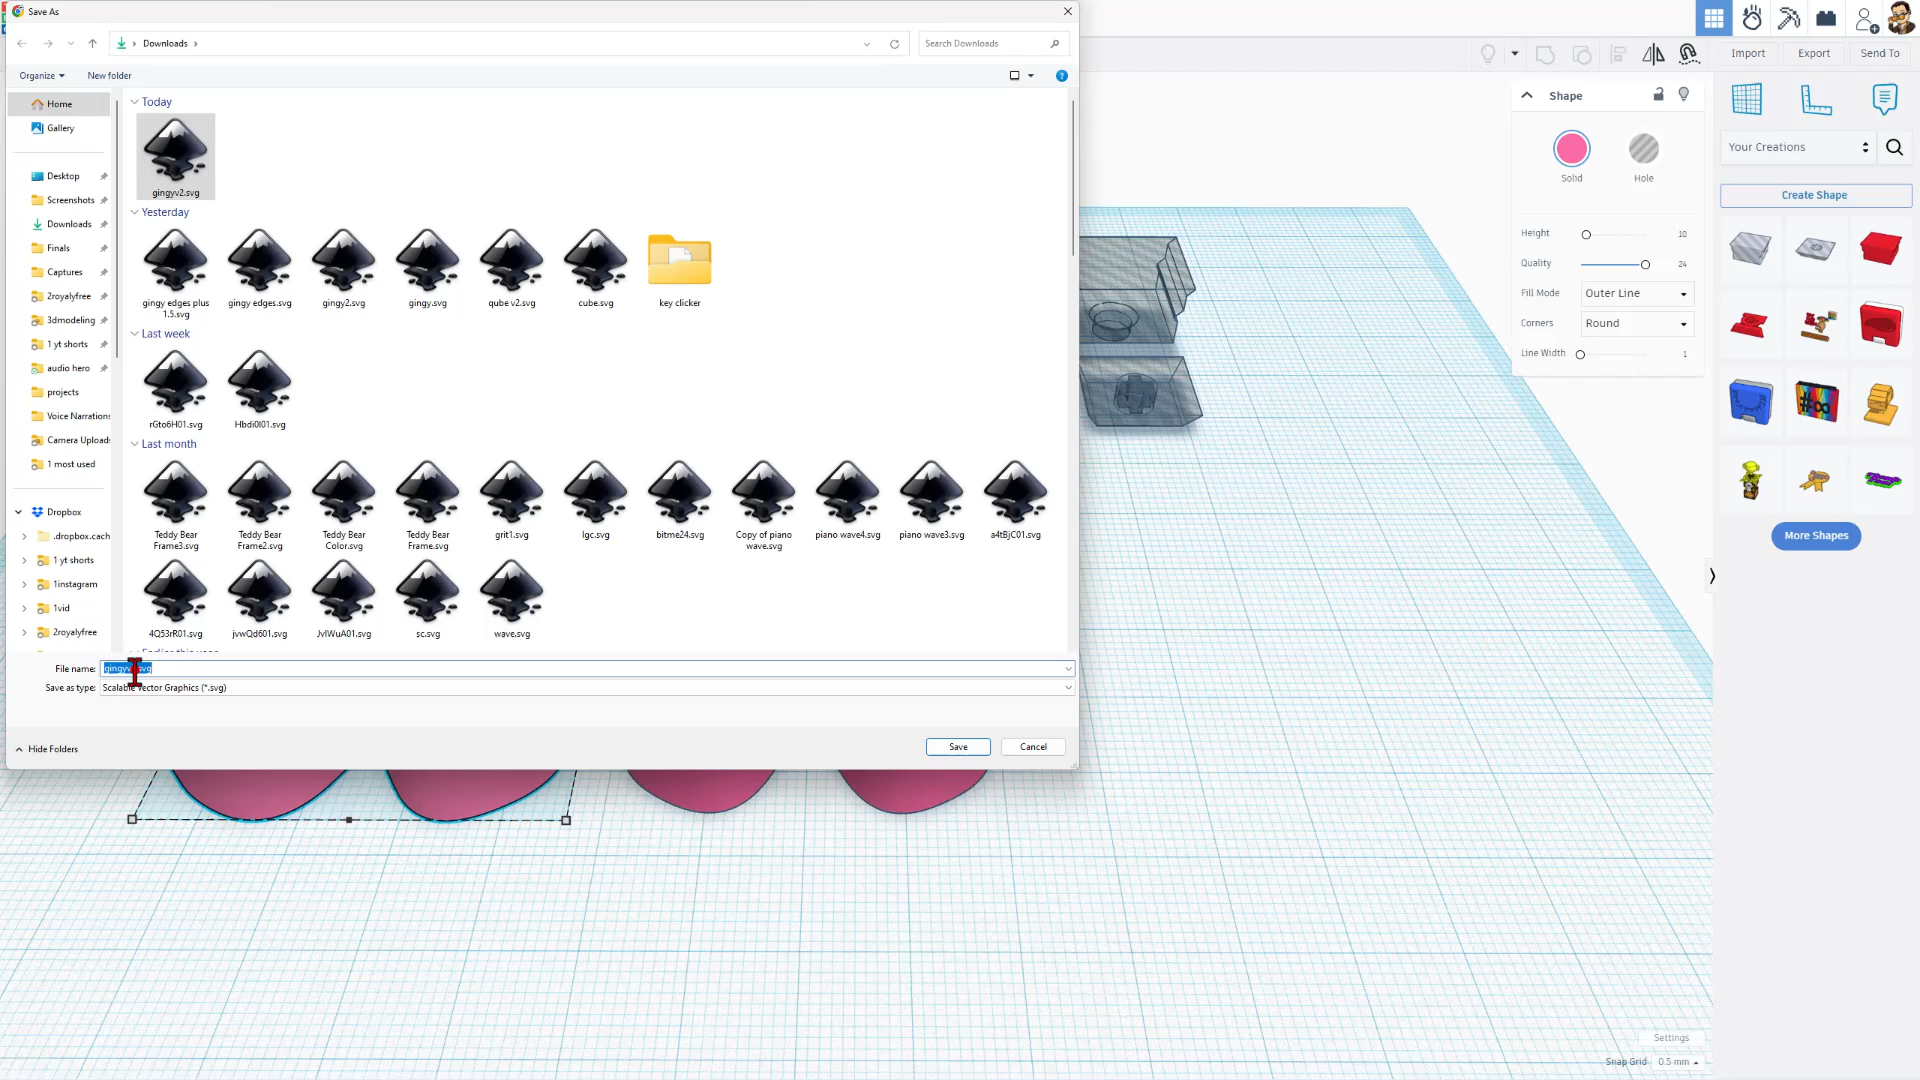 Save As
Downloads
Search Downloads
Organize
New folder
Home
Gallery
Desktop
Screenshots
Downloads
Finals
Captures
2royalyfree
3dmodeling
1 yt shorts
audio hero
projects
Voice Narrations
Camera Uploads
1 most used
Dropbox
.dropbox.cach
1 yt shorts
1instagram
1vid
2royalyfree
Today
gingyv2.svg
Yesterday
gingy edges plus 1.5.svg
gingy edges.svg
gingy2.svg
gingy.svg
qube v2.svg
cube.svg
key clicker
Last week
rGto6H01.svg
Hbdi0I01.svg
Last month
Teddy Bear Frame3.svg
Teddy Bear Frame2.svg
Teddy Bear Color.svg
Teddy Bear Frame.svg
grit1.svg
lgc.svg
bitme24.svg
Copy of piano wave.svg
piano wave4.svg
piano wave3.svg
a4tBjC01.svg
4Q53rR01.svg
jvwQd601.svg
JvIWuA01.svg
sc.svg
wave.svg
File name:
Save as type: Scalable Vector Graphics (*.svg)
Hide Folders
Save
Cancel
Import
Export
Send To
Shape
Solid
Hole
Height 10
Quality 24
Fill Mode Outer Line
Corners Round
Line Width 1
Your Creations
Create Shape
More Shapes
Settings
Snap Grid 0.5 mm